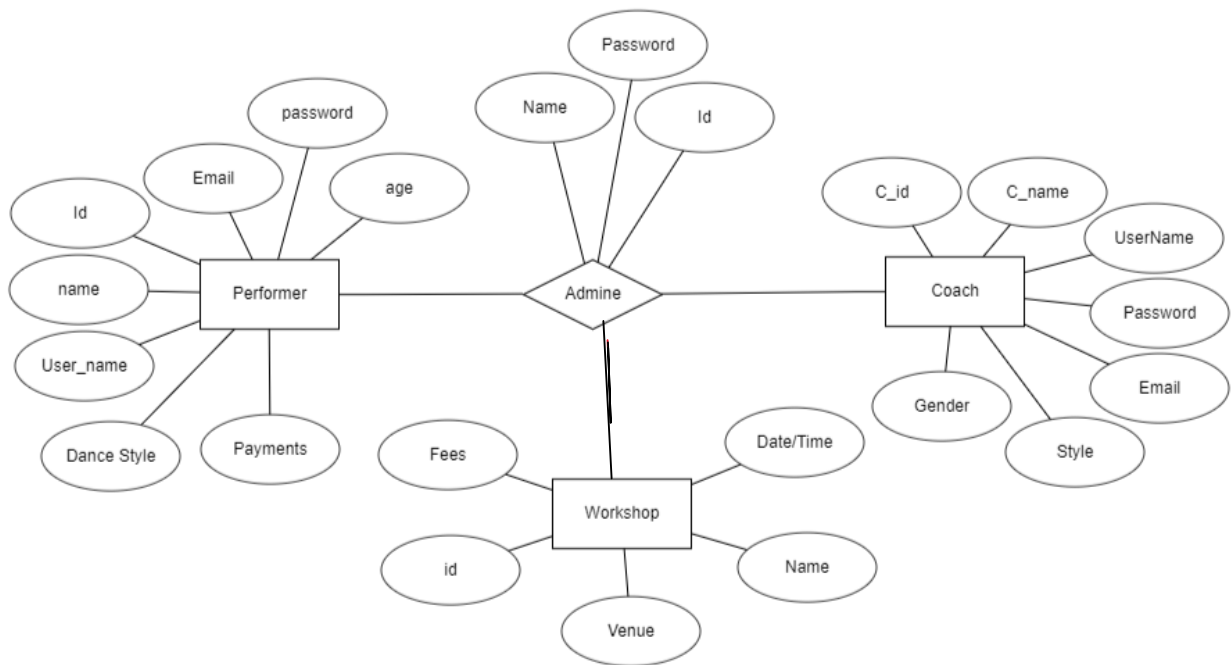 Password
Name
Id
password
Email
age
Id
name
User_name
Dance Style
Payments
Performer
Admine
C_id
C_name
UserName
Password
Email
Style
Gender
Coach
Fees
Date/Time
Workshop
id
Name
Venue